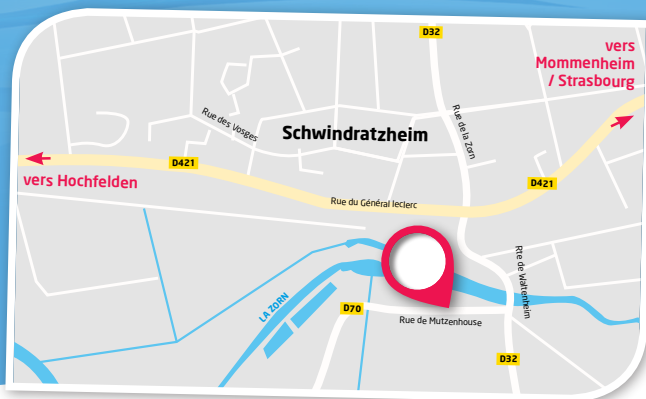 D32
vers
Mommenheim
/ Strasbourg
Rue des Vosges
Schwindratzheim
Rue de la Zorn
D421
vers Hochfelden
D421
Rue du Général leclerc
Rte de Waltenheim
LA ZORN
D70
Rue de Mutzenhouse
D32